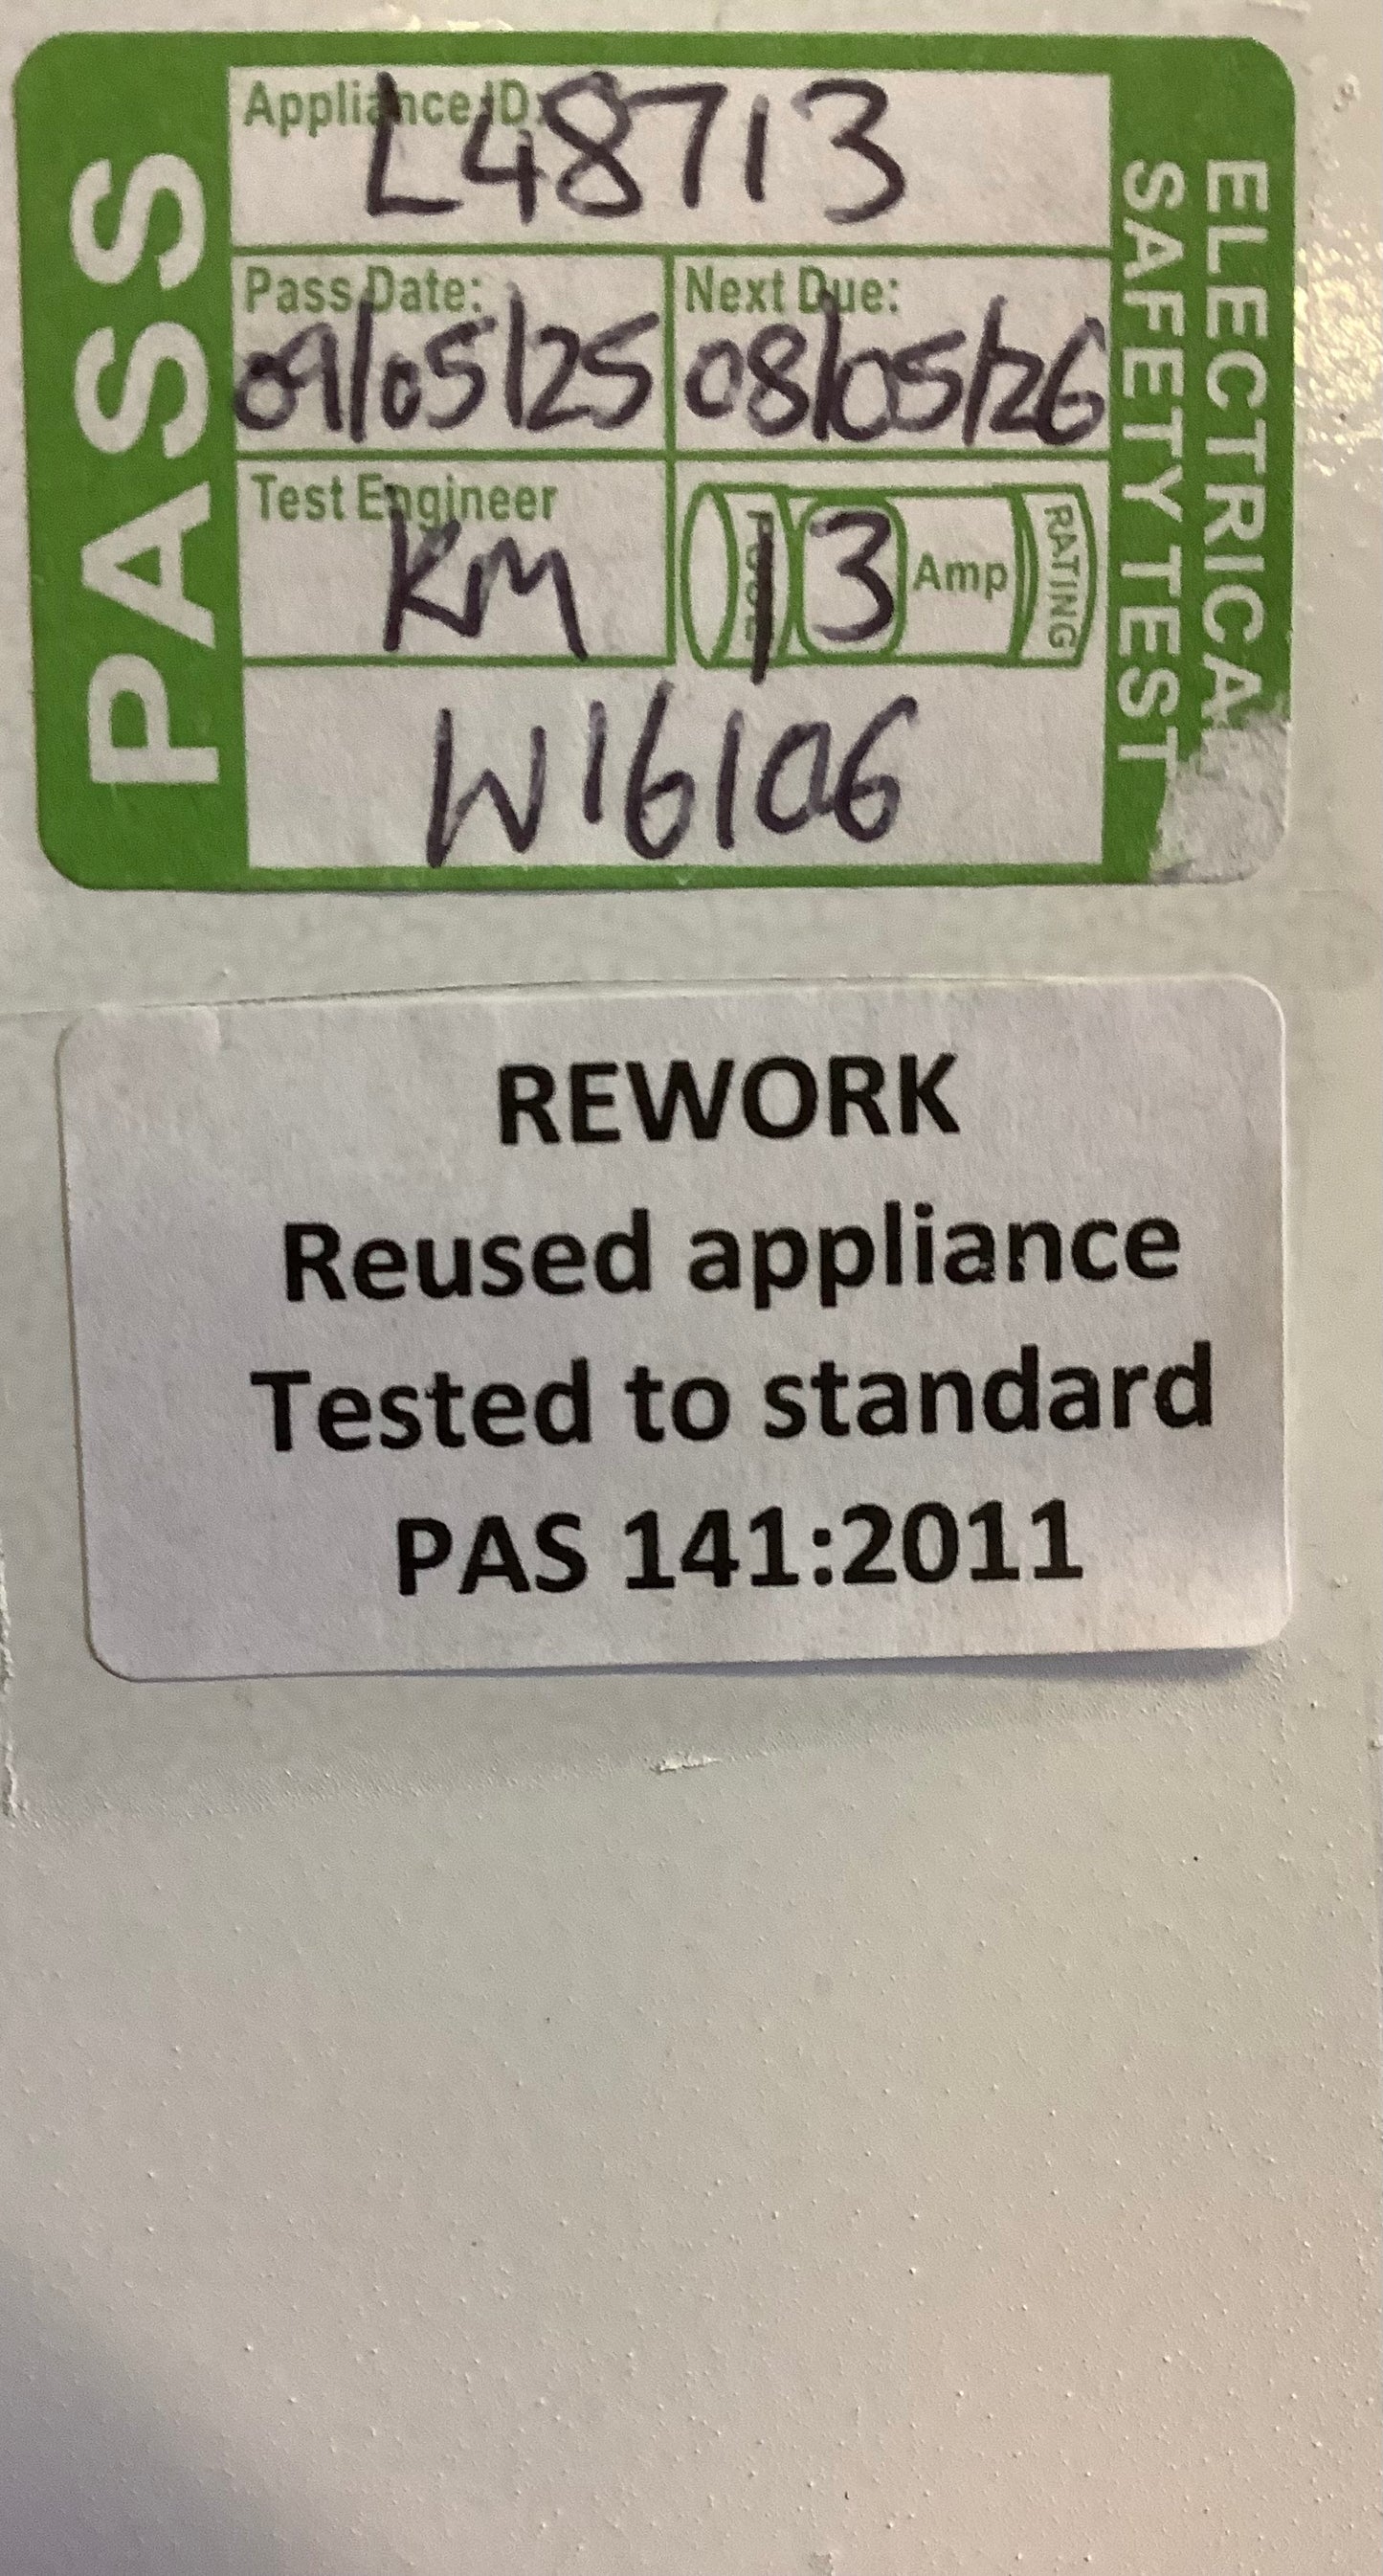 PASS
Appliance ID:
L48713
Pass Date:
09/05/25
Next Due:
08/05/26
Test Engineer
KM
13 Amp
RATING
W16106
ELECTRICAL
SAFETY TEST
REWORK
Reused appliance
Tested to standard
PAS 141:2011